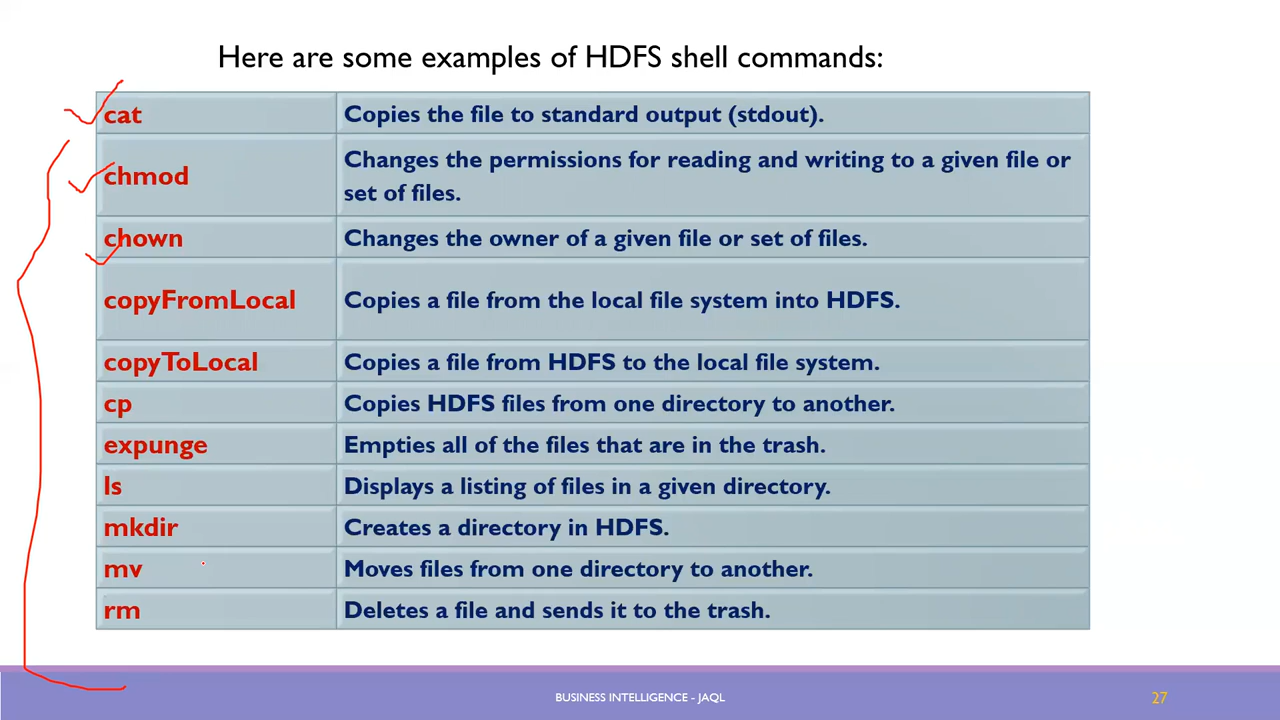 Here are some examples of HDFS shell commands:
cat
Copies the file to standard output (stdout).
chmod
Changes the permissions for reading and writing to a given file or
set of files.
chown
Changes the owner of a given file or set of files.
copyFromLocal
Copies a file from the local file system into HDFS.
copyToLocal
Copies a file from HDFS to the local file system.
cp
Copies HDFS files from one directory to another.
expunge
Empties all of the files that are in the trash.
ls
Displays a listing of files in a given directory.
mkdir
Creates a directory in HDFS.
mv
Moves files from one directory to another.
rm
Deletes a file and sends it to the trash.
BUSINESS INTELLIGENCE - JAQL
27